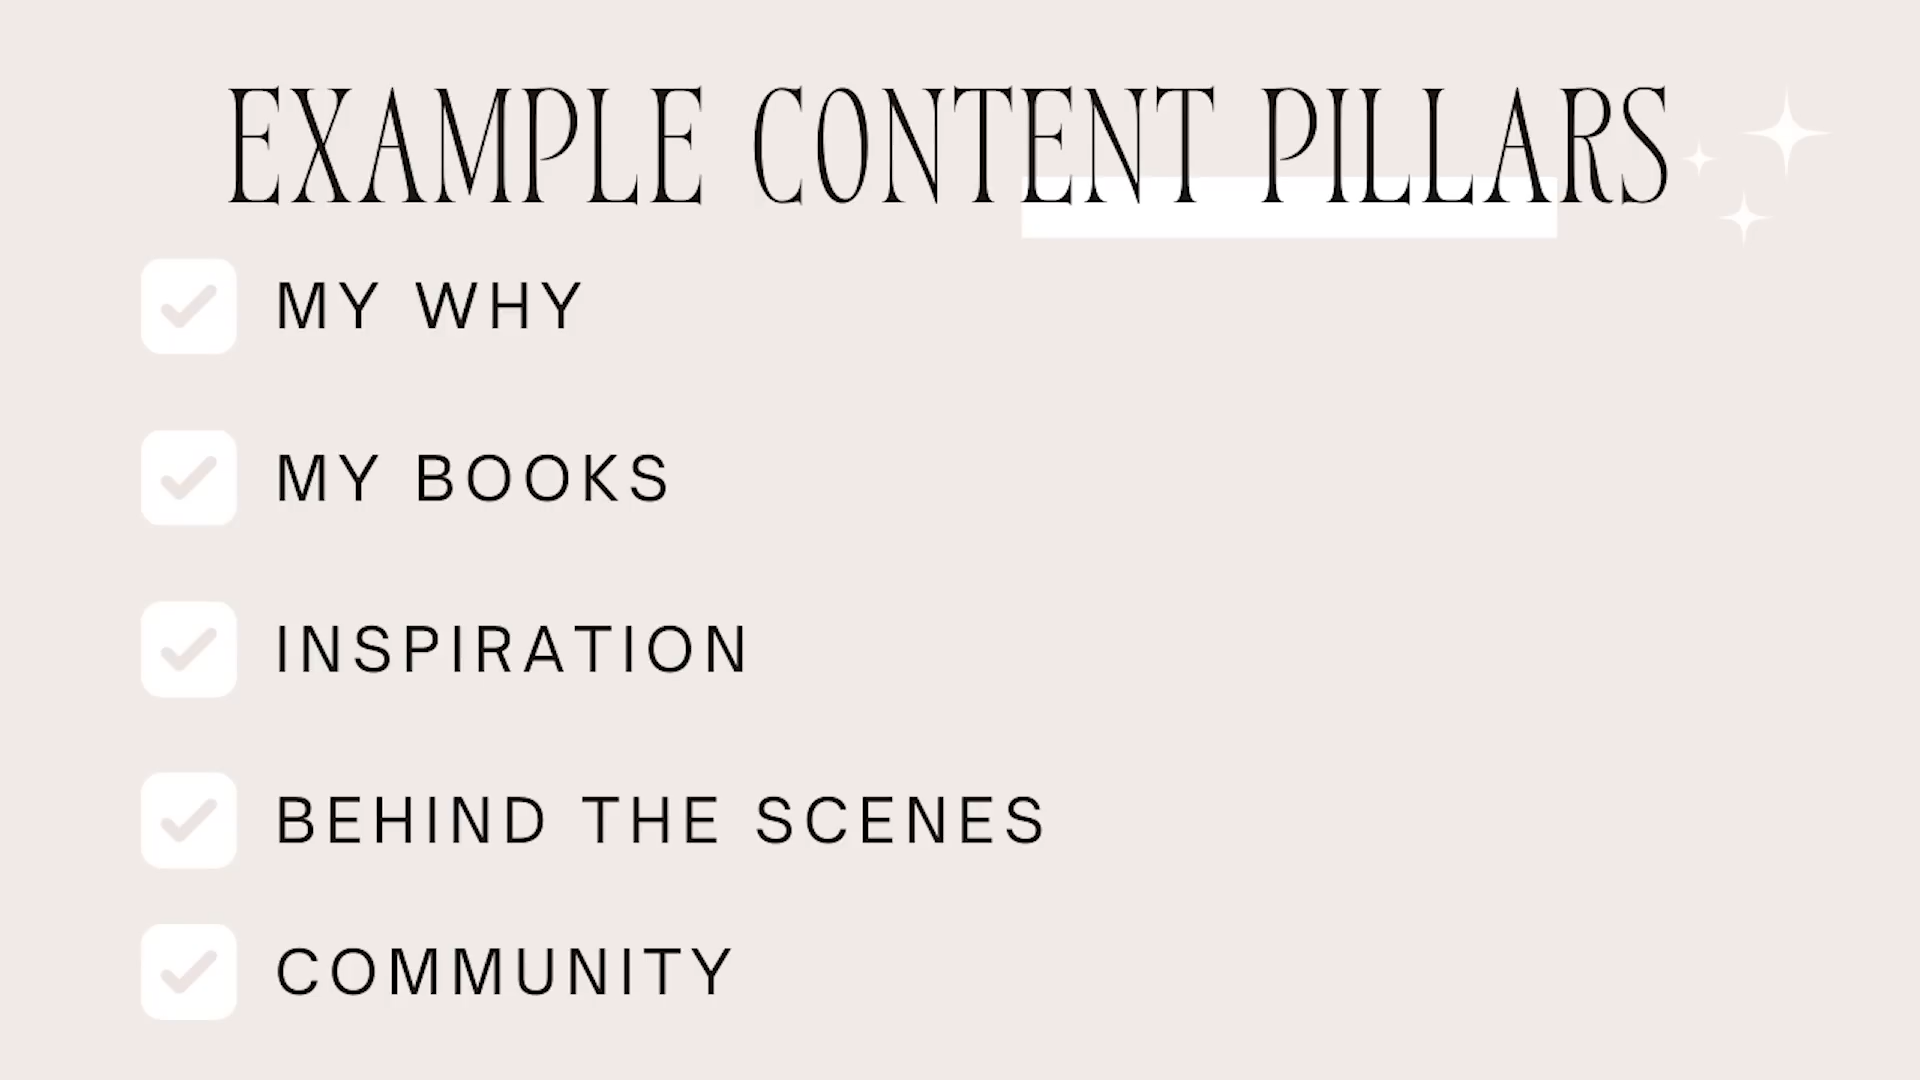 EXAMPLE CONTENT PILLARS
MY WHY
MY BOOKS
INSPIRATION
BEHIND THE SCENES
COMMUNITY